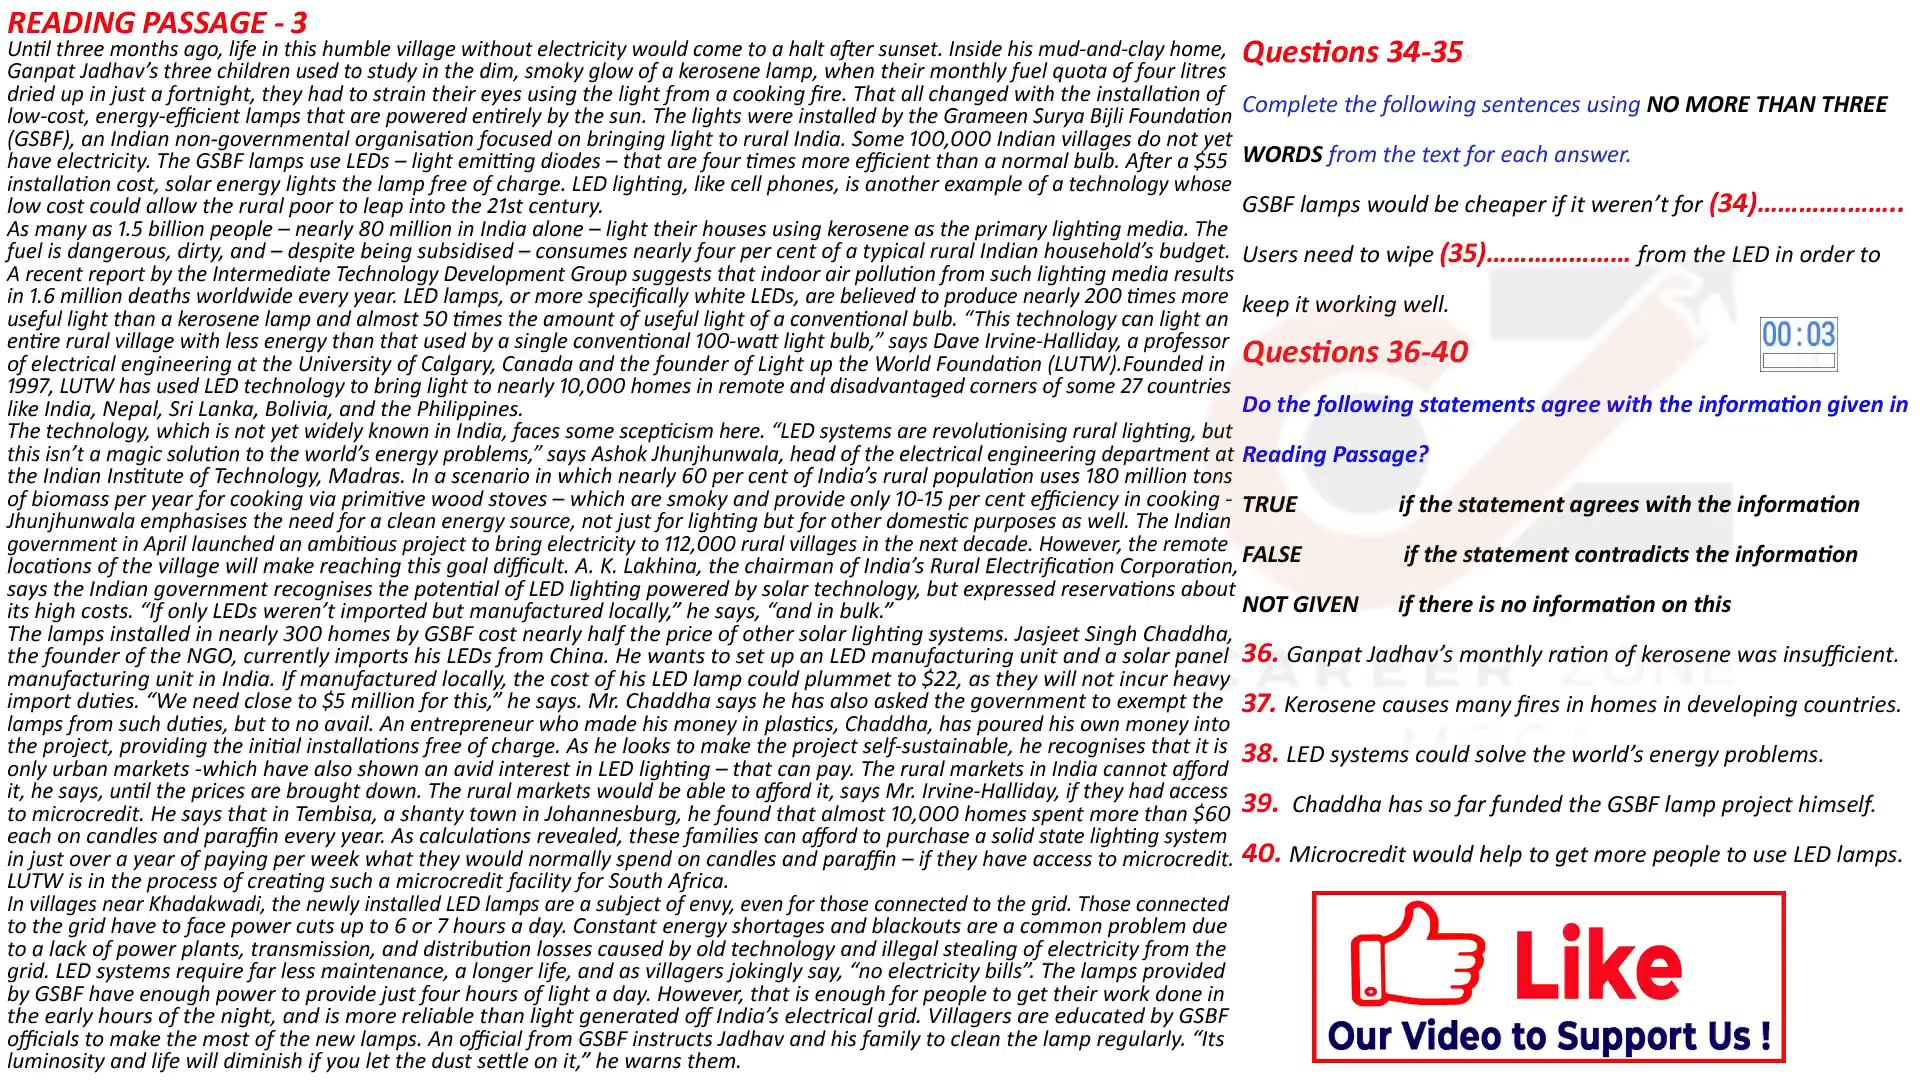 READING PASSAGE - 3
Until three months ago, life in this humble village without electricity would come to a halt after sunset. Inside his mud-and-clay home,
Ganpat Jadhav's three children used to study in the dim, smoky glow of a kerosene lamp, when their monthly fuel quota of four litres
dried up in just a fortnight, they had to strain their eyes using the light from a cooking fire. That all changed with the installation of
low-cost, energy-efficient lamps that are powered entirely by the sun. The lights were installed by the Grameen Surya Bijli Foundation
(GSBF), an Indian non-governmental organisation focused on bringing light to rural India. Some 100,000 Indian villages do not yet
have electricity. The GSBF lamps use LEDs – light emitting diodes – that are four times more efficient than a normal bulb. After a $55
installation cost, solar energy lights the lamp free of charge. LED lighting, like cell phones, is another example of a technology whose
low cost could allow the rural poor to leap into the 21st century.
As many as 1.5 billion people – nearly 80 million in India alone – light their houses using kerosene as the primary lighting media. The
fuel is dangerous, dirty, and – despite being subsidised – consumes nearly four per cent of a typical rural Indian household's budget.
A recent report by the Intermediate Technology Development Group suggests that indoor air pollution from such lighting media results
in 1.6 million deaths worldwide every year. LED lamps, or more specifically white LEDs, are believed to produce nearly 200 times more
useful light than a kerosene lamp and almost 50 times the amount of useful light of a conventional bulb. "This technology can light an
entire rural village with less energy than that used by a single conventional 100-watt light bulb," says Dave Irvine-Halliday, a professor
of electrical engineering at the University of Calgary, Canada and the founder of Light up the World Foundation (LUTW).Founded in
1997, LUTW has used LED technology to bring light to nearly 10,000 homes in remote and disadvantaged corners of some 27 countries
like India, Nepal, Sri Lanka, Bolivia, and the Philippines.
The technology, which is not yet widely known in India, faces some scepticism here. "LED systems are revolutionising rural lighting, but
this isn't a magic solution to the world's energy problems," says Ashok Jhunjhunwala, head of the electrical engineering department at
the Indian Institute of Technology, Madras. In a scenario in which nearly 60 per cent of India's rural population uses 180 million tons
of biomass per year for cooking via primitive wood stoves – which are smoky and provide only 10-15 per cent efficiency in cooking -
Jhunjhunwala emphasises the need for a clean energy source, not just for lighting but for other domestic purposes as well. The Indian
government in April launched an ambitious project to bring electricity to 112,000 rural villages in the next decade. However, the remote
locations of the village will make reaching this goal difficult. A. K. Lakhina, the chairman of India's Rural Electrification Corporation,
says the Indian government recognises the potential of LED lighting powered by solar technology, but expressed reservations about
its high costs. "If only LEDs weren't imported but manufactured locally," he says, "and in bulk."
The lamps installed in nearly 300 homes by GSBF cost nearly half the price of other solar lighting systems. Jasjeet Singh Chaddha,
the founder of the NGO, currently imports his LEDs from China. He wants to set up an LED manufacturing unit and a solar panel
manufacturing unit in India. If manufactured locally, the cost of his LED lamp could plummet to $22, as they will not incur heavy
import duties. "We need close to $5 million for this," he says. Mr. Chaddha says he has also asked the government to exempt the
lamps from such duties, but to no avail. An entrepreneur who made his money in plastics, Chaddha, has poured his own money into
the project, providing the initial installations free of charge. As he looks to make the project self-sustainable, he recognises that it is
only urban markets -which have also shown an avid interest in LED lighting – that can pay. The rural markets in India cannot afford
it, he says, until the prices are brought down. The rural markets would be able to afford it, says Mr. Irvine-Halliday, if they had access
to microcredit. He says that in Tembisa, a shanty town in Johannesburg, he found that almost 10,000 homes spent more than $60
each on candles and paraffin every year. As calculations revealed, these families can afford to purchase a solid state lighting system
in just over a year of paying per week what they would normally spend on candles and paraffin – if they have access to microcredit.
LUTW is in the process of creating such a microcredit facility for South Africa.
In villages near Khadakwadi, the newly installed LED lamps are a subject of envy, even for those connected to the grid. Those connected
to the grid have to face power cuts up to 6 or 7 hours a day. Constant energy shortages and blackouts are a common problem due
to a lack of power plants, transmission, and distribution losses caused by old technology and illegal stealing of electricity from the
grid. LED systems require far less maintenance, a longer life, and as villagers jokingly say, "no electricity bills". The lamps provided
by GSBF have enough power to provide just four hours of light a day. However, that is enough for people to get their work done in
the early hours of the night, and is more reliable than light generated off India's electrical grid. Villagers are educated by GSBF
officials to make the most of the new lamps. An official from GSBF instructs Jadhav and his family to clean the lamp regularly. "Its
luminosity and life will diminish if you let the dust settle on it," he warns them.
Questions 34-35
Complete the following sentences using NO MORE THAN THREE
WORDS from the text for each answer.
GSBF lamps would be cheaper if it weren't for (34)....................
Users need to wipe (35).................... from the LED in order to
keep it working well.
00:03
Questions 36-40
Do the following statements agree with the information given in
Reading Passage?
TRUE if the statement agrees with the information
FALSE if the statement contradicts the information
NOT GIVEN if there is no information on this
36. Ganpat Jadhav's monthly ration of kerosene was insufficient.
37. Kerosene causes many fires in homes in developing countries.
38. LED systems could solve the world's energy problems.
39. Chaddha has so far funded the GSBF lamp project himself.
40. Microcredit would help to get more people to use LED lamps.
CAREER ZONE
MOGA
Like
Our Video to Support Us !